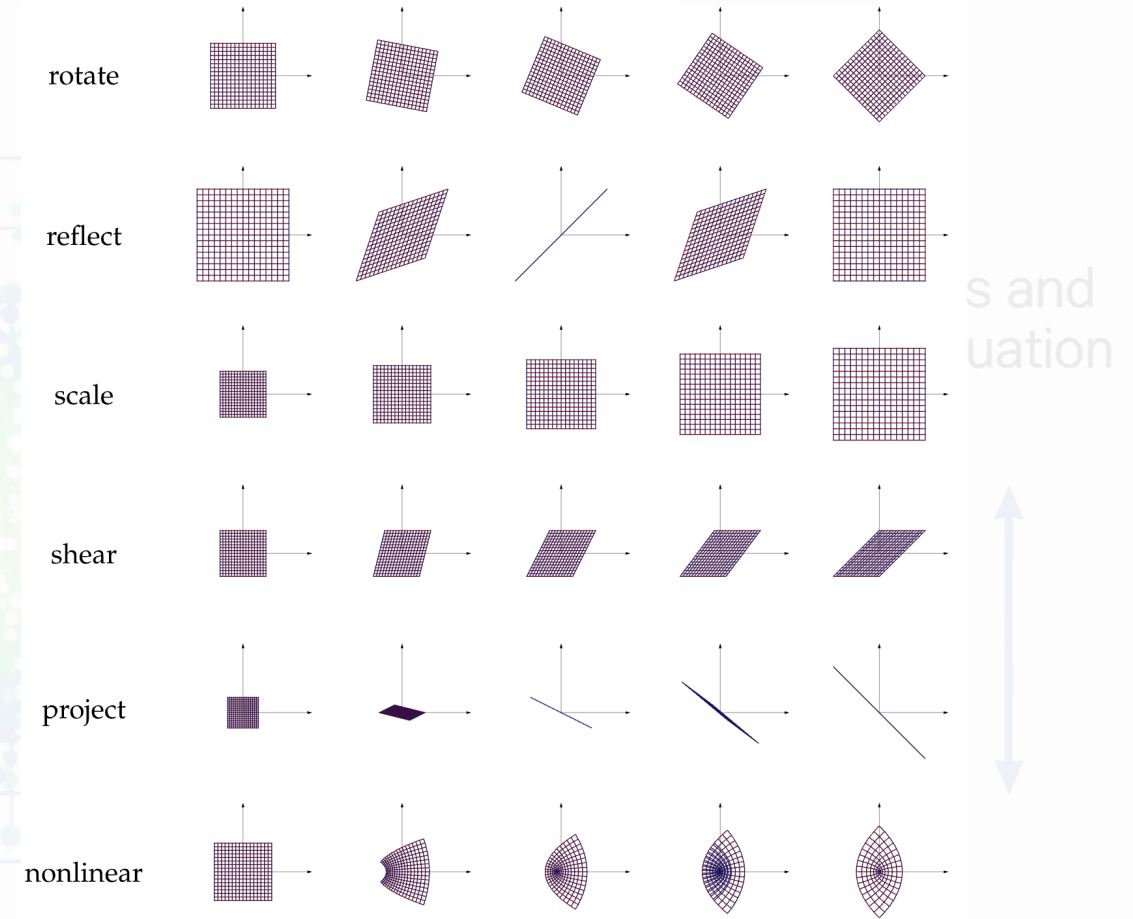 rotate
reflect
s and
uation
scale
shear
project
nonlinear